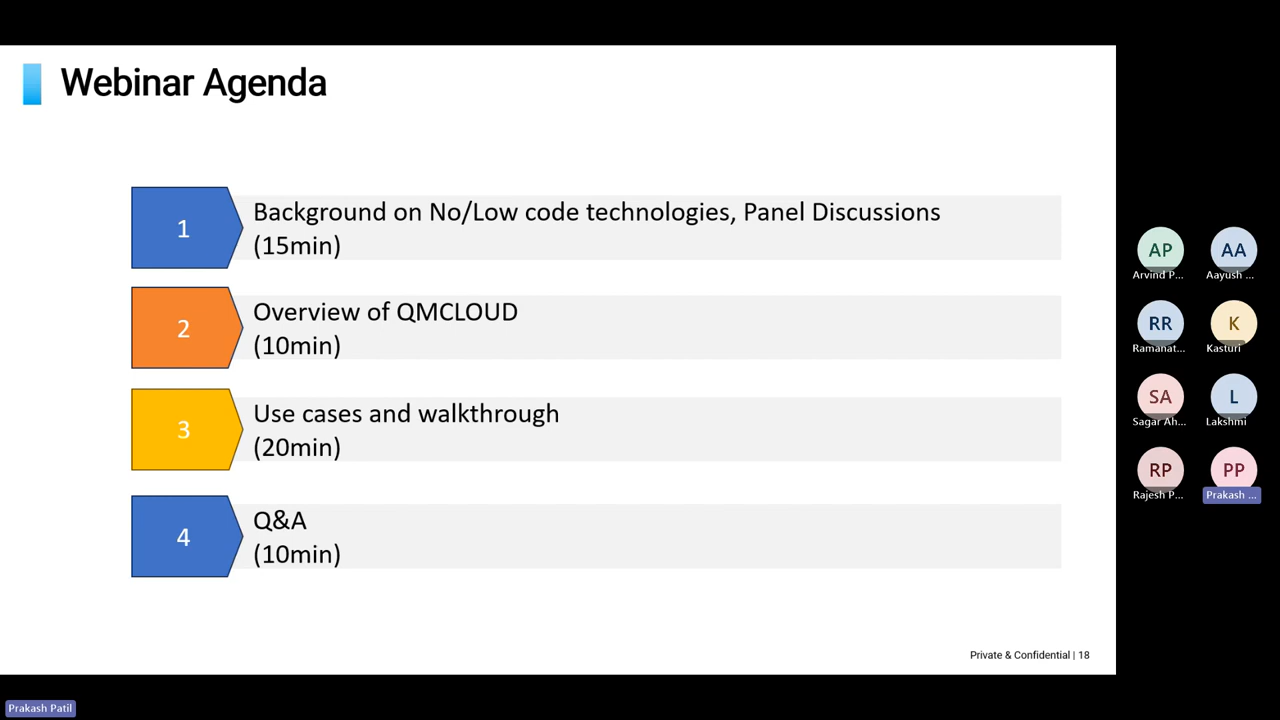 Webinar Agenda
1
Background on No/Low code technologies, Panel Discussions
(15min)
2
Overview of QMCLOUD
(10min)
3
Use cases and walkthrough
(20min)
4
Q&A
(10min)
Private & Confidential | 18
AP
AA
Arvind P...
Aayush ...
RR
K
Ramanat...
Kasturi
SA
L
Sagar Ah...
Lakshmi
RP
PP
Rajesh P...
Prakash ...
Prakash Patil